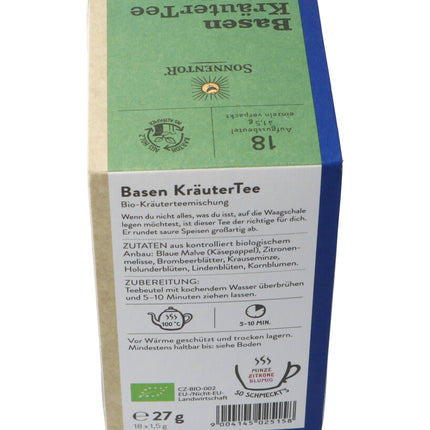 Basen
KräuterTee
SONNENTOR®
18
Aufgussbeutel
à 1,5 g
einzeln verpackt
Basen KräuterTee
Bio-Kräuterteemischung
Wenn du nicht alles, was du isst, auf die Waagschale
legen möchtest, ist dieser Tee der richtige für dich.
Er rundet saure Speisen großartig ab.
ZUTATEN aus kontrolliert biologischem
Anbau: Blaue Malve (Käsepappel), Zitronen-
melisse, Brombeerblätter, Krauseminze,
Holunderblüten, Lindenblüten, Kornblumen.
ZUBEREITUNG:
Teebeutel mit kochendem Wasser überbrühen
und 5–10 Minuten ziehen lassen.
100°C
5–10 MIN.
Vor Wärme geschützt und trocken lagern.
Mindestens haltbar bis: siehe Boden
MINZE
ZITRONE
BLUMIG
SO SCHMECKT'S
CZ-BIO-002
EU-/Nicht-EU-
Landwirtschaft
e 27 g
18 x 1,5 g
9 004145 025158